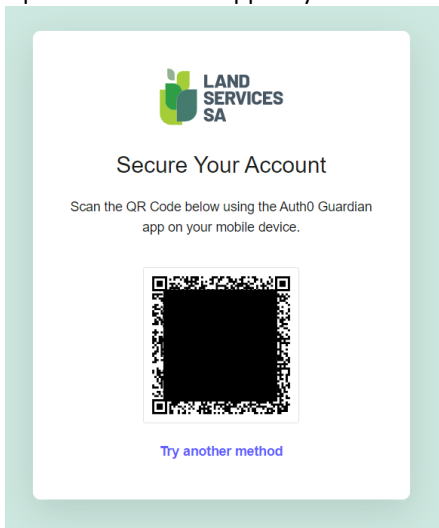 LAND
SERVICES
SA
Secure Your Account
Scan the QR Code below using the Auth0 Guardian
app on your mobile device.
Try another method